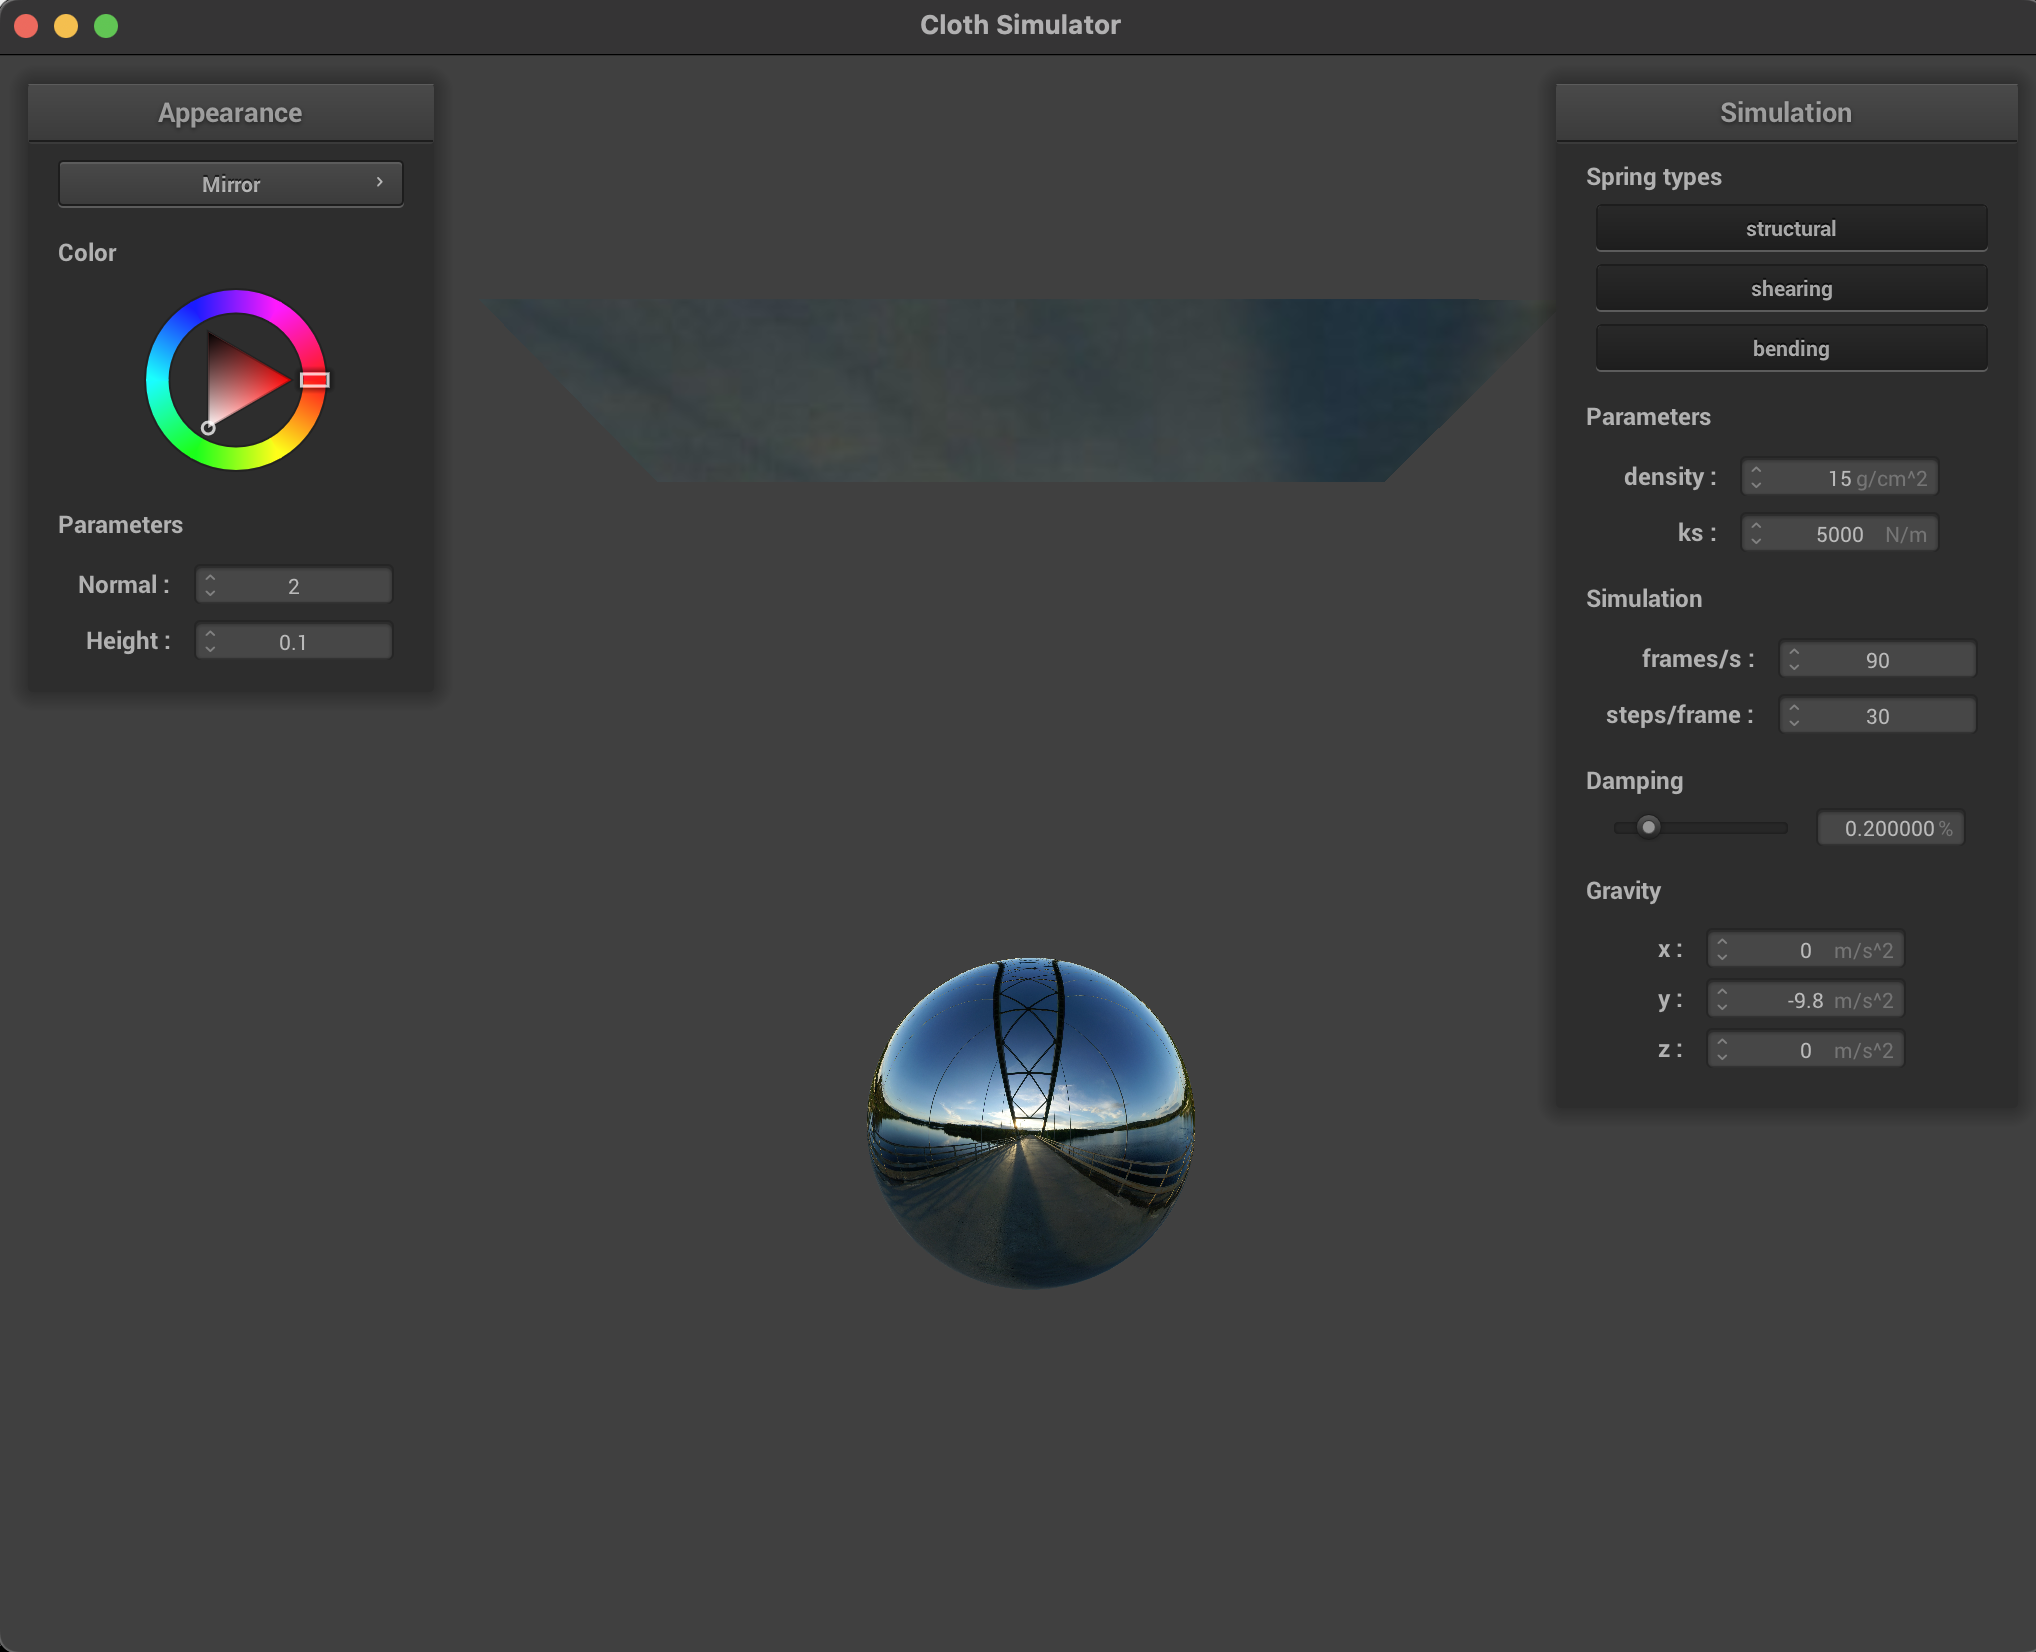 Cloth Simulator
Appearance
Mirror
Color
Parameters
Normal : 2
Height : 0.1
Simulation
Spring types
structural
shearing
bending
Parameters
density : 15 g/cm^2
ks : 5000 N/m
Simulation
frames/s : 90
steps/frame : 30
Damping
0.200000 %
Gravity
x : 0 m/s^2
y : -9.8 m/s^2
z : 0 m/s^2